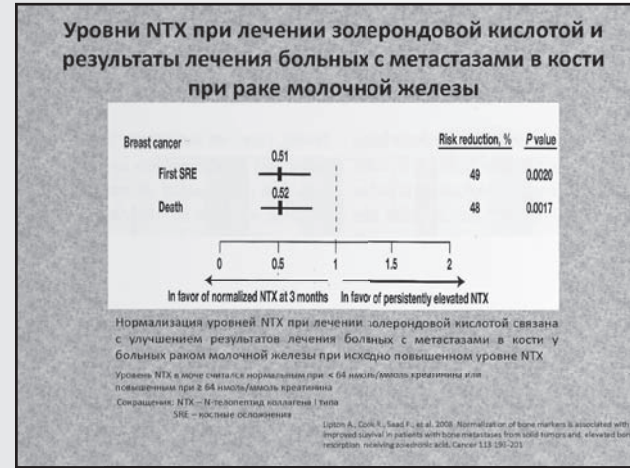 Уровни NTX при лечении золерондовой кислотой и
результаты лечения больных с метастазами в кости
при раке молочной железы
Breast cancer
Risk reduction, % P value
0.51
First SRE 49 0.0020
0.52
Death 48 0.0017
0 0.5 1 1.5 2
In favor of normalized NTX at 3 months In favor of persistently elevated NTX
Нормализация уровней NTX при лечении золерондовой кислотой связана
с улучшением результатов лечения больных с метастазами в кости у
больных раком молочной железы при исходно повышенном уровне NTX
Уровень NTX в моче считался нормальным при < 64 нмоль/ммоль креатинина или
повышенным при ≥ 64 нмоль/ммоль креатинина
Сокращения: NTX – N-телопептид коллагена I типа
SRE – костные осложнения
Lipton A., Cook R., Saad F., et al. 2008 Normalization of bone markers is associated with
improved survival in patients with bone metastases from solid tumors and elevated bone
resorption receiving zoledronic acid. Cancer 113 193–201